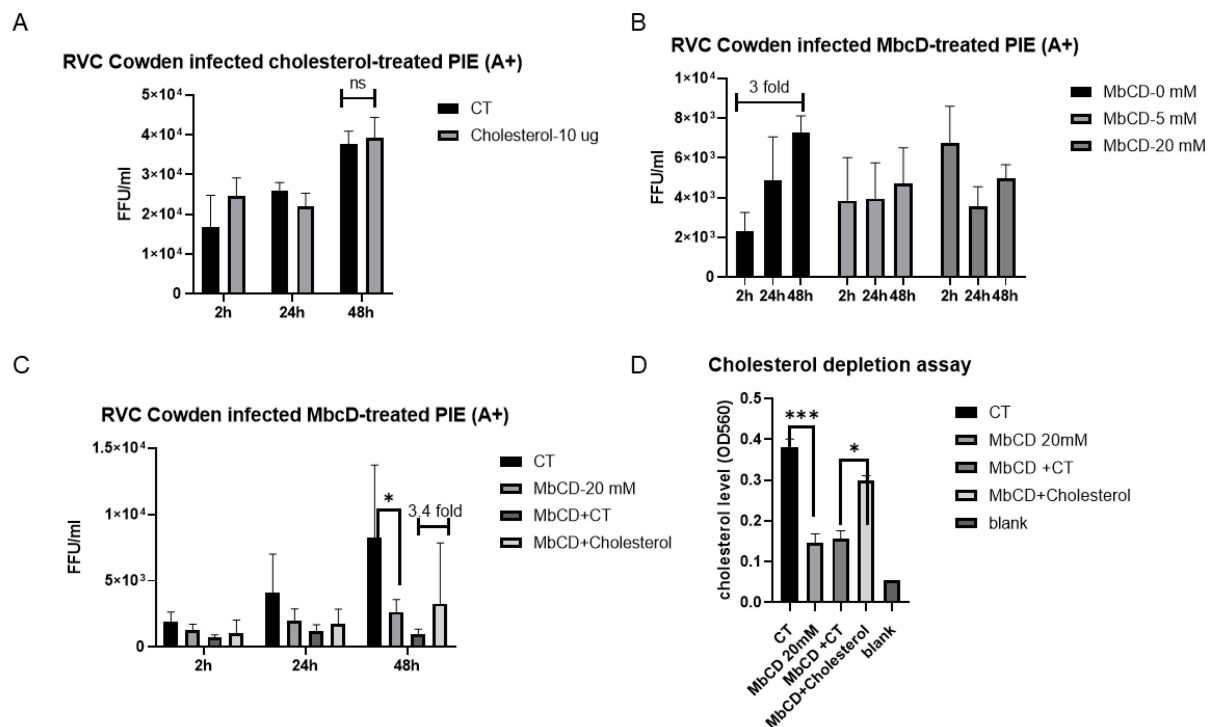 A
RVC Cowden infected cholesterol-treated PIE (A+)
ns
CT
Cholesterol-10 ug
FFU/ml
5×10⁴
4×10⁴
3×10⁴
2×10⁴
1×10⁴
0
2h
24h
48h
B
RVC Cowden infected MbcD-treated PIE (A+)
3 fold
MbCD-0 mM
MbCD-5 mM
MbCD-20 mM
FFU/ml
1×10⁴
8×10³
6×10³
4×10³
2×10³
0
2h 24h 48h
2h 24h 48h
2h 24h 48h
C
RVC Cowden infected MbcD-treated PIE (A+)
CT
MbCD-20 mM
MbCD+CT
MbCD+Cholesterol
*
3.4 fold
FFU/ml
1.5×10⁴
1×10⁴
5×10³
0
2h
24h
48h
D
Cholesterol depletion assay
CT
MbCD 20mM
MbCD +CT
MbCD+Cholesterol
blank
***
*
cholesterol level (OD560)
0.5
0.4
0.3
0.2
0.1
0.0
CT
MbCD 20mM
MbCD +CT
MbCD+Cholesterol
blank